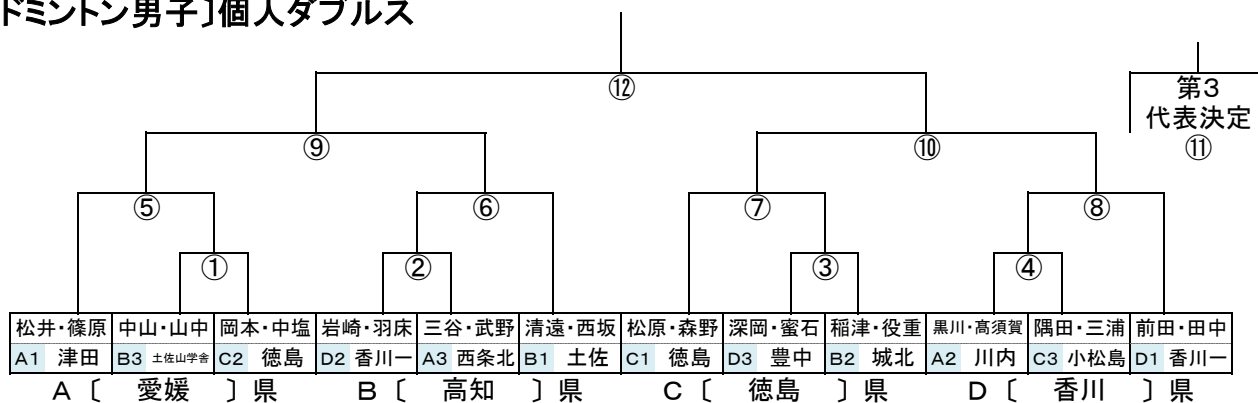 ドミントン男子〕個人ダブルス
⑫
第3
代表決定
⑨ ⑩ ⑪
⑤ ⑥ ⑦ ⑧
① ② ③ ④
松井・篠原 中山・山中 岡本・中塩 岩崎・羽床 三谷・武野 清遠・西坂 松原・森野 深岡・蜜石 稲津・役重 黒川・髙須賀 隅田・三浦 前田・田中
A1 津田 B3 土佐山学舎 C2 徳島 D2 香川一 A3 西条北 B1 土佐 C1 徳島 D3 豊中 B2 城北 A2 川内 C3 小松島 D1 香川一
A〔 愛媛 〕県 B〔 高知 〕県 C〔 徳島 〕県 D〔 香川 〕県